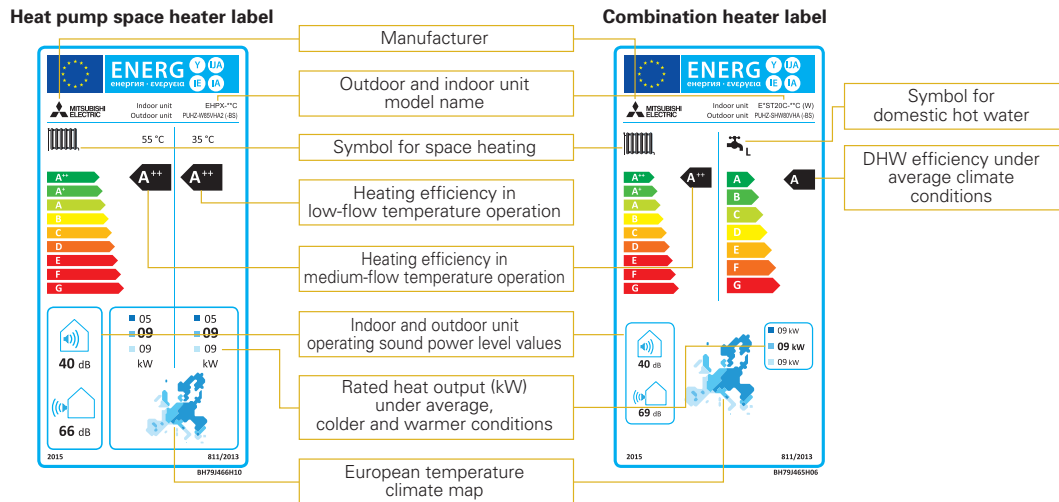 Heat pump space heater label
Combination heater label
Manufacturer
Outdoor and indoor unit
model name
Symbol for space heating
Heating efficiency in
low-flow temperature operation
Heating efficiency in
medium-flow temperature operation
Indoor and outdoor unit
operating sound power level values
Rated heat output (kW)
under average,
colder and warmer conditions
European temperature
climate map
Symbol for
domestic hot water
DHW efficiency under
average climate
conditions
ENERG
енергия · ενεργεια
Y IJA
IE IA
MITSUBISHI
ELECTRIC
Indoor unit EHPX-**C
Outdoor unit PUHZ-W85VHA2 (-BS)
55 °C 35 °C
A++
A+
A
B
C
D
E
F
G
A++ A++
05 05
09 09
09 09
kW kW
40 dB
66 dB
2015 811/2013
BH79J466H10
ENERG
енергия · ενεργεια
Y IJA
IE IA
MITSUBISHI
ELECTRIC
Indoor unit E*ST20C-**C (W)
Outdoor unit PUHZ-SHW80VHA (-BS)
L
A++
A+
A
B
C
D
E
F
G
A++
A
B
C
D
E
F
G
A
09 kW
09 kW
09 kW
40 dB
69 dB
2015 811/2013
BH79J465H06